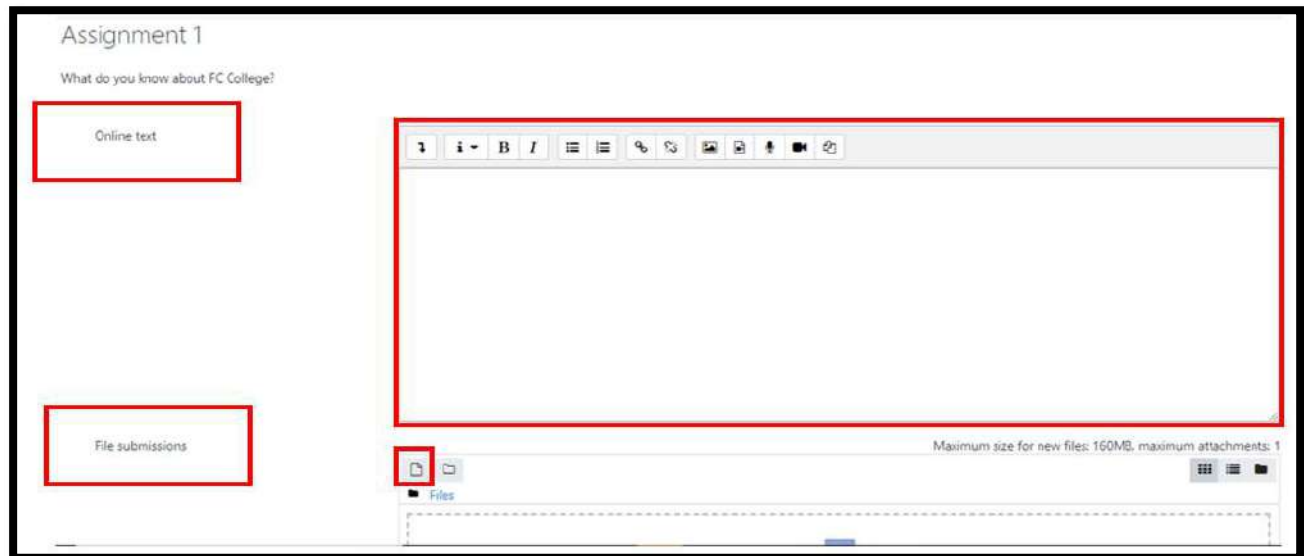 Assignment 1
What do you know about FC College?
Online text
B I
File submissions
Maximum size for new files: 160MB, maximum attachments: 1
Files